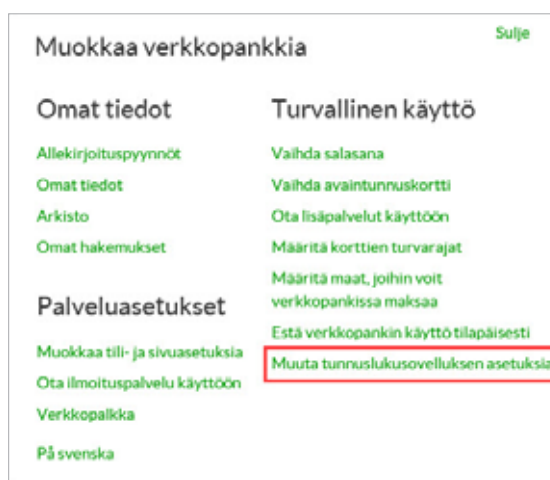 Sulje
Muokkaa verkkopankkia
Omat tiedot
Allekirjoituspyynnöt
Omat tiedot
Arkisto
Omat hakemukset
Palveluasetukset
Muokkaa tili- ja sivuasetuksia
Ota ilmoituspalvelu käyttöön
Verkkopalkka
På svenska
Turvallinen käyttö
Vaihda salasana
Vaihda avaintunnuskortti
Ota lisäpalvelut käyttöön
Määritä korttien turvarajat
Määritä maat, joihin voit
verkkopankissa maksaa
Estä verkkopankin käyttö tilapäisesti
Muuta tunnuslukusovelluksen asetuksia